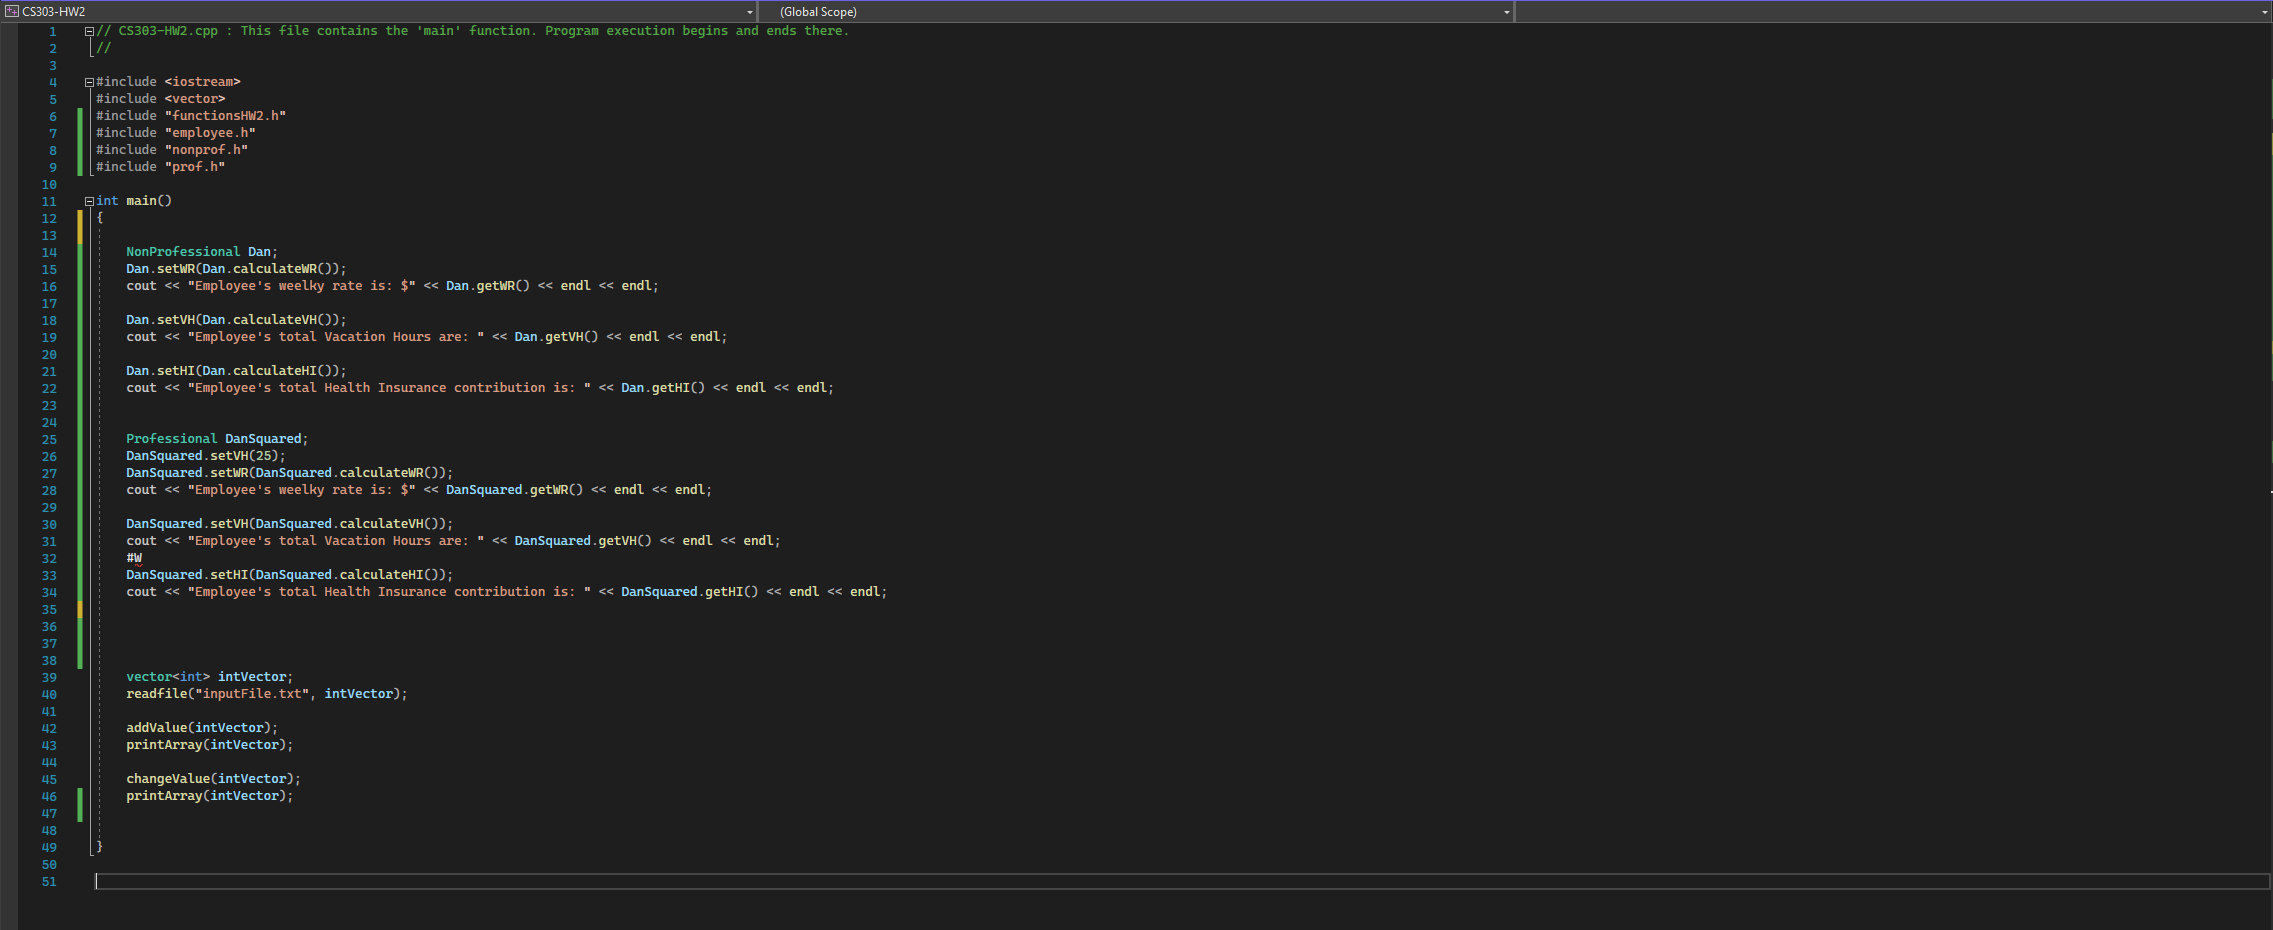 CS303-HW2 (Global Scope)
1 // CS303-HW2.cpp : This file contains the 'main' function. Program execution begins and ends there.
2 //
3
4 #include <iostream>
5 #include <vector>
6 #include "functionsHW2.h"
7 #include "employee.h"
8 #include "nonprof.h"
9 #include "prof.h"
10
11 int main()
12 {
13
14 NonProfessional Dan;
15 Dan.setWR(Dan.calculateWR());
16 cout << "Employee's weelky rate is: $" << Dan.getWR() << endl << endl;
17
18 Dan.setVH(Dan.calculateVH());
19 cout << "Employee's total Vacation Hours are: " << Dan.getVH() << endl << endl;
20
21 Dan.setHI(Dan.calculateHI());
22 cout << "Employee's total Health Insurance contribution is: " << Dan.getHI() << endl << endl;
23
24
25 Professional DanSquared;
26 DanSquared.setVH(25);
27 DanSquared.setWR(DanSquared.calculateWR());
28 cout << "Employee's weelky rate is: $" << DanSquared.getWR() << endl << endl;
29
30 DanSquared.setVH(DanSquared.calculateVH());
31 cout << "Employee's total Vacation Hours are: " << DanSquared.getVH() << endl << endl;
32 #W
33 DanSquared.setHI(DanSquared.calculateHI());
34 cout << "Employee's total Health Insurance contribution is: " << DanSquared.getHI() << endl << endl;
35
36
37
38
39 vector<int> intVector;
40 readfile("inputFile.txt", intVector);
41
42 addValue(intVector);
43 printArray(intVector);
44
45 changeValue(intVector);
46 printArray(intVector);
47
48
49 }
50
51